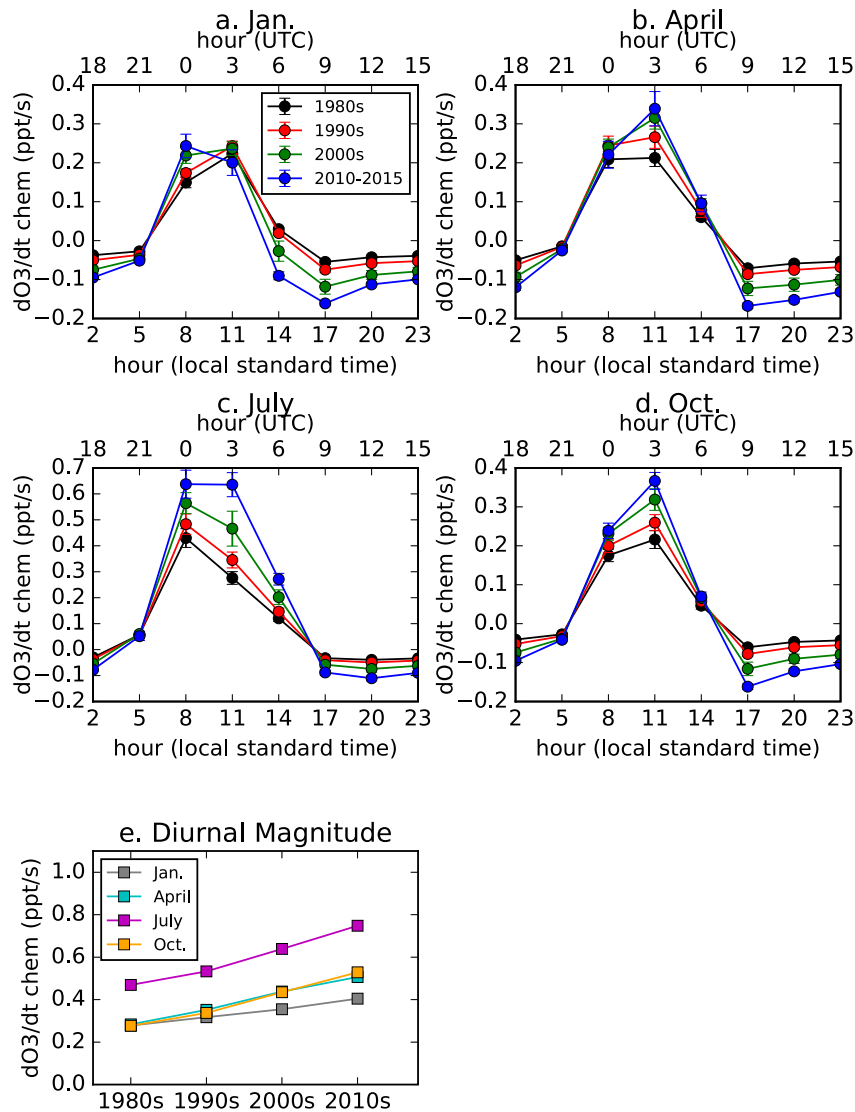 a. Jan.
hour (UTC)
18 21 0 3 6 9 12 15
0.4
0.3
0.2
0.1
0.0
−0.1
−0.2
dO3/dt chem (ppt/s)
1980s
1990s
2000s
2010-2015
2 5 8 11 14 17 20 23
hour (local standard time)
b. April
hour (UTC)
18 21 0 3 6 9 12 15
0.4
0.3
0.2
0.1
0.0
−0.1
−0.2
dO3/dt chem (ppt/s)
2 5 8 11 14 17 20 23
hour (local standard time)
c. July
hour (UTC)
18 21 0 3 6 9 12 15
0.7
0.6
0.5
0.4
0.3
0.2
0.1
0.0
−0.1
−0.2
dO3/dt chem (ppt/s)
2 5 8 11 14 17 20 23
hour (local standard time)
d. Oct.
hour (UTC)
18 21 0 3 6 9 12 15
0.4
0.3
0.2
0.1
0.0
−0.1
−0.2
dO3/dt chem (ppt/s)
2 5 8 11 14 17 20 23
hour (local standard time)
e. Diurnal Magnitude
1.0
0.8
0.6
0.4
0.2
0.0
dO3/dt chem (ppt/s)
Jan.
April
July
Oct.
1980s 1990s 2000s 2010s